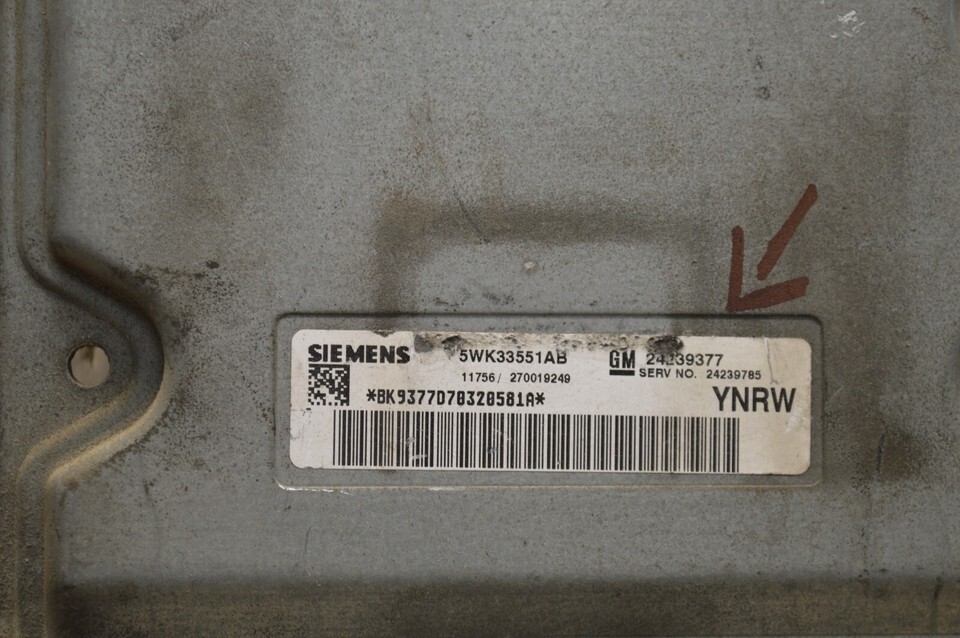 SIEMENS 5WK33551AB GM 24239377
11756/ 270019249 SERV NO. 24239785
*BK9377D70320581A* YNRW